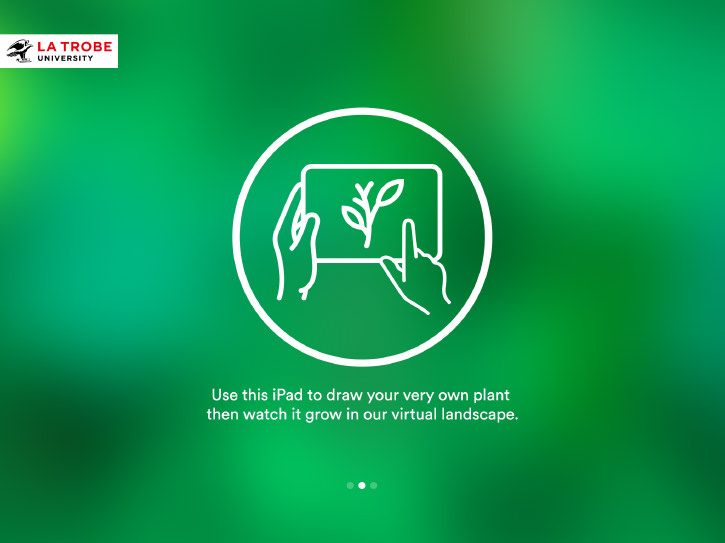 LA TROBE
UNIVERSITY
Use this iPad to draw your very own plant
then watch it grow in our virtual landscape.